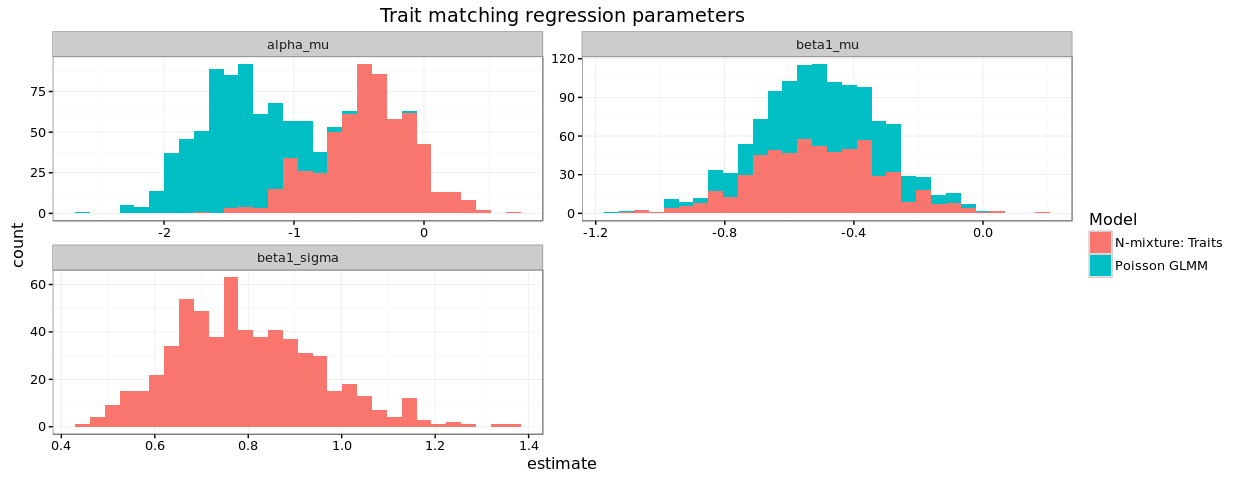 Trait matching regression parameters
alpha_mu
beta1_mu
75
50
25
0
-2
-1
0
120
90
60
30
0
-1.2
-0.8
-0.4
0.0
beta1_sigma
60
40
20
0
0.4
0.6
0.8
1.0
1.2
1.4
count
estimate
Model
N-mixture: Traits
Poisson GLMM